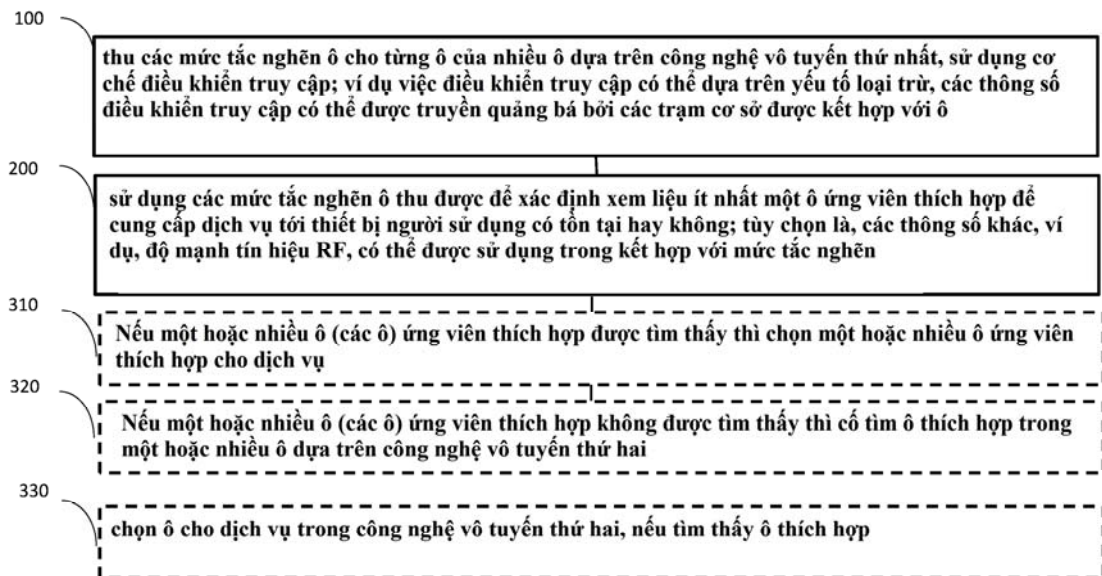 100
thu các mức tắc nghẽn ô cho từng ô của nhiều ô dựa trên công nghệ vô tuyến thứ nhất, sử dụng cơ
chế điều khiển truy cập; ví dụ việc điều khiển truy cập có thể dựa trên yếu tố loại trừ, các thông số
điều khiển truy cập có thể được truyền quảng bá bởi các trạm cơ sở được kết hợp với ô
200
sử dụng các mức tắc nghẽn ô thu được để xác định xem liệu ít nhất một ô ứng viên thích hợp để
cung cấp dịch vụ tới thiết bị người sử dụng có tồn tại hay không; tùy chọn là, các thông số khác, ví
dụ, độ mạnh tín hiệu RF, có thể được sử dụng trong kết hợp với mức tắc nghẽn
310
Nếu một hoặc nhiều ô (các ô) ứng viên thích hợp được tìm thấy thì chọn một hoặc nhiều ô ứng viên
thích hợp cho dịch vụ
320
Nếu một hoặc nhiều ô (các ô) ứng viên thích hợp không được tìm thấy thì cố tìm ô thích hợp trong
một hoặc nhiều ô dựa trên công nghệ vô tuyến thứ hai
330
chọn ô cho dịch vụ trong công nghệ vô tuyến thứ hai, nếu tìm thấy ô thích hợp